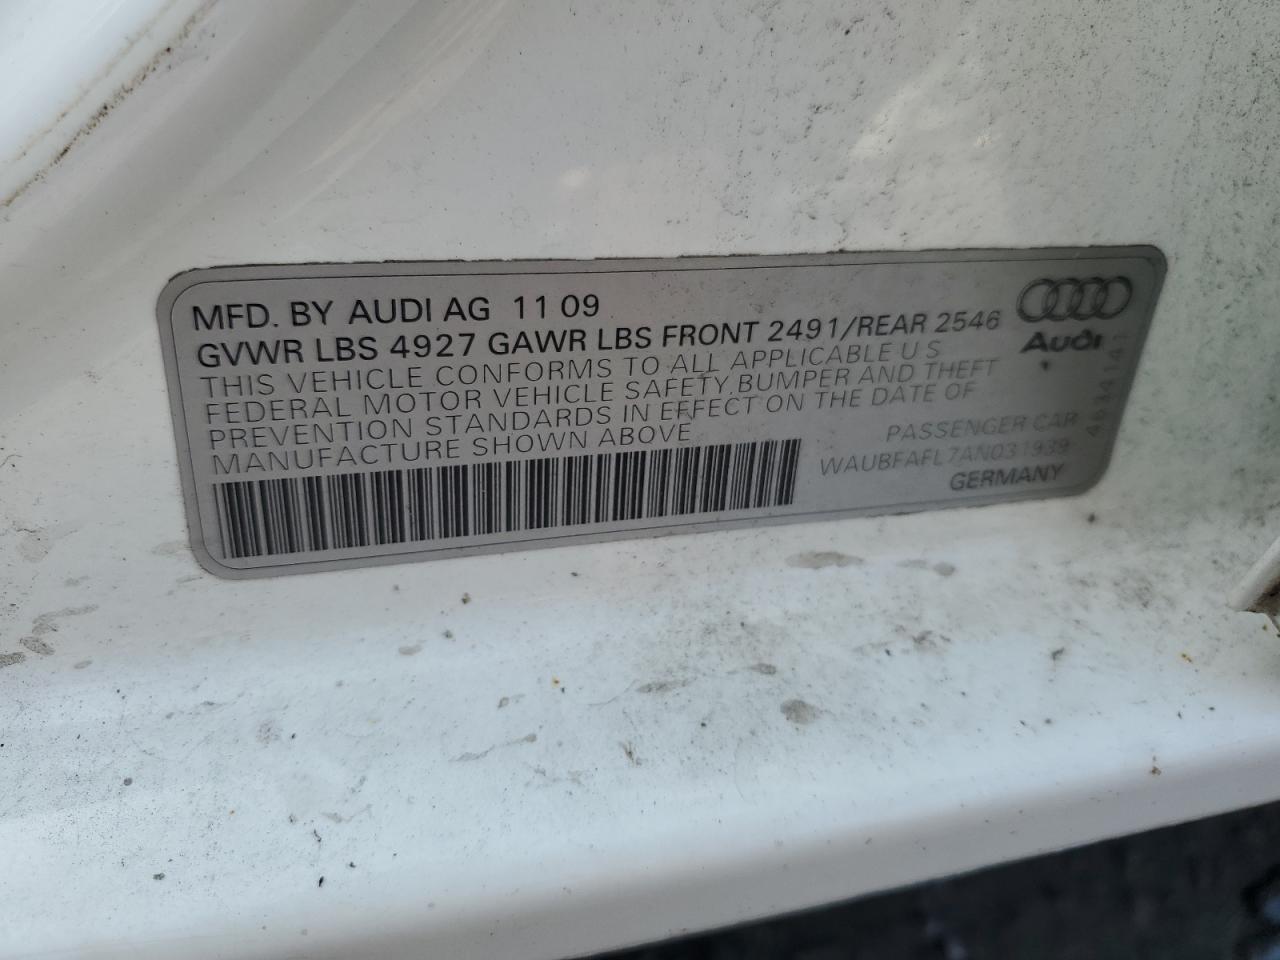 MFD. BY AUDI AG 11 09
GVWR LBS 4927 GAWR LBS FRONT 2491/REAR 2546
THIS VEHICLE CONFORMS TO ALL APPLICABLE U S
FEDERAL MOTOR VEHICLE SAFETY, BUMPER AND THEFT
PREVENTION STANDARDS IN EFFECT ON THE DATE OF
MANUFACTURE SHOWN ABOVE
Audi
PASSENGER CAR
WAUBFAFL7AN031939
GERMANY